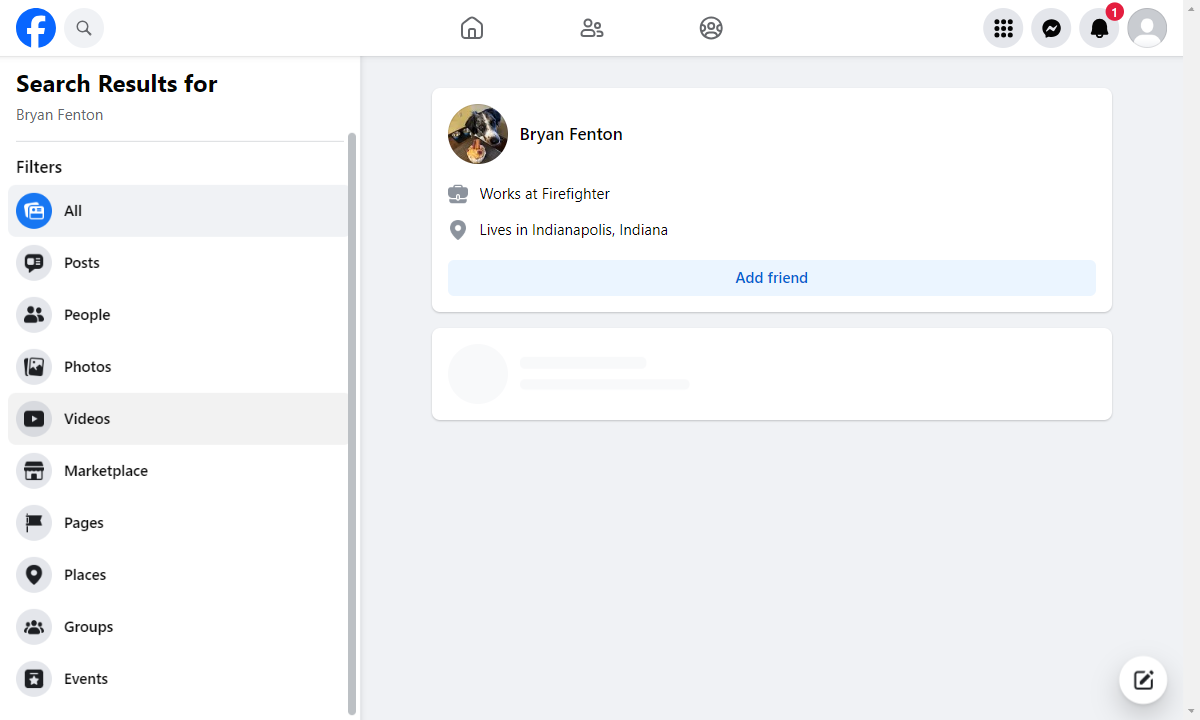 1
Search Results for
Bryan Fenton
Filters
All
Posts
People
Photos
Videos
Marketplace
Pages
Places
Groups
Events
Bryan Fenton
Works at Firefighter
Lives in Indianapolis, Indiana
Add friend